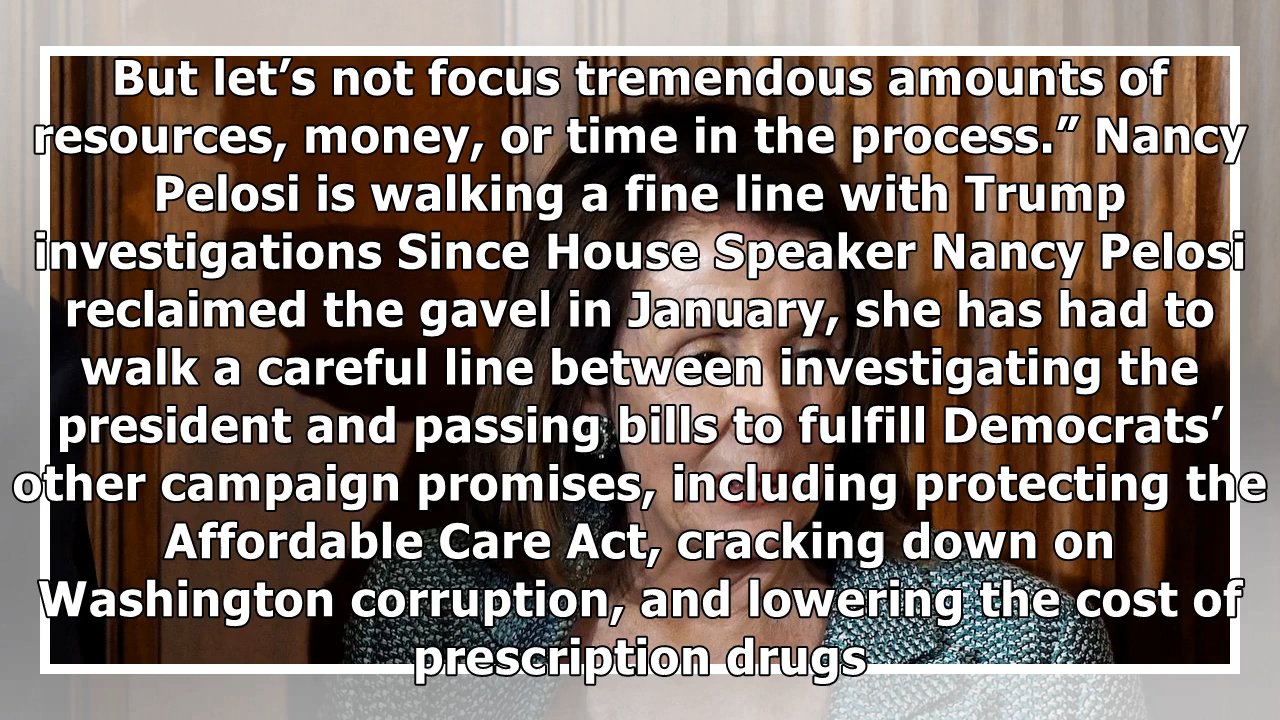 But let’s not focus tremendous amounts of
resources, money, or time in the process.” Nancy
Pelosi is walking a fine line with Trump
investigations Since House Speaker Nancy Pelosi
reclaimed the gavel in January, she has had to
walk a careful line between investigating the
president and passing bills to fulfill Democrats’
other campaign promises, including protecting the
Affordable Care Act, cracking down on
Washington corruption, and lowering the cost of
prescription drugs